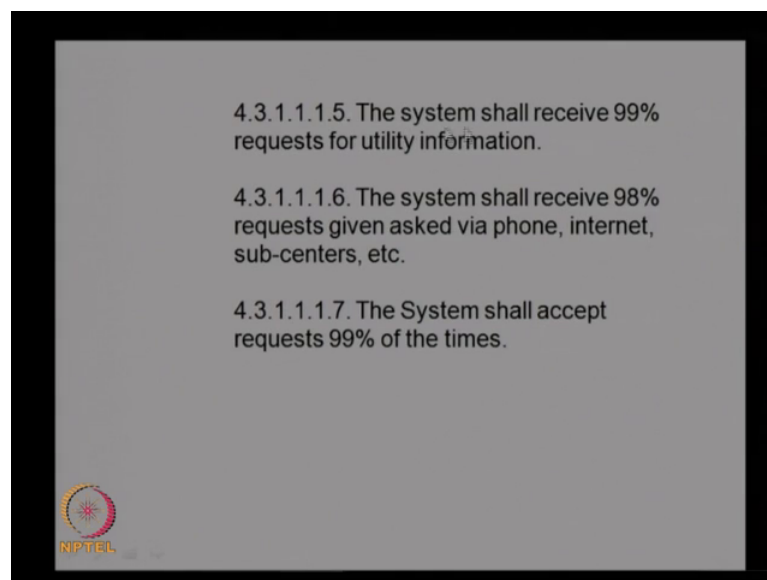 4.3.1.1.1.5. The system shall receive 99%
requests for utility information.
4.3.1.1.1.6. The system shall receive 98%
requests given asked via phone, internet,
sub-centers, etc.
4.3.1.1.1.7. The System shall accept
requests 99% of the times.
NPTEL